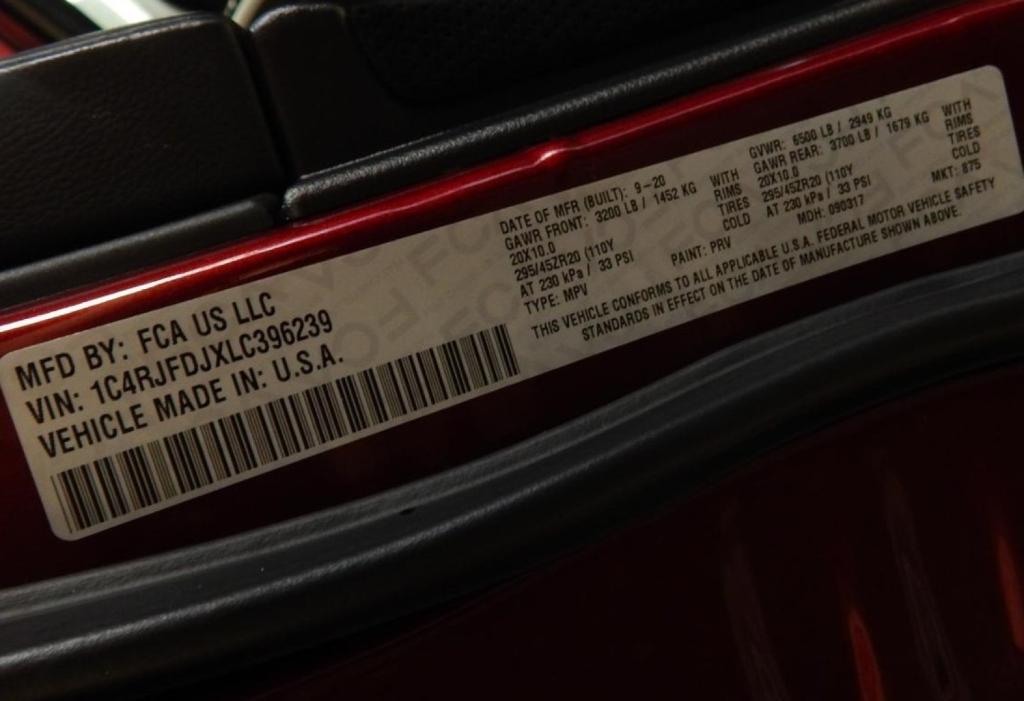 MFD BY: FCA US LLC
VIN: 1C4RJFDJXLC396239
VEHICLE MADE IN: U.S.A.
DATE OF MFR (BUILT): 9-20
GVWR: 6500 LB / 2949 KG
GAWR FRONT: 3200 LB / 1452 KG WITH
GAWR REAR: 3700 LB / 1679 KG WITH
20X10.0 RIMS
20X10.0 RIMS
295/45ZR20 (110Y TIRES
295/45ZR20 (110Y TIRES
AT 230 kPa / 33 PSI COLD
AT 230 kPa / 33 PSI COLD
TYPE: MPV PAINT: PRV MDH: 090317 MKT: 875
THIS VEHICLE CONFORMS TO ALL APPLICABLE U.S.A. FEDERAL MOTOR VEHICLE SAFETY
STANDARDS IN EFFECT ON THE DATE OF MANUFACTURE SHOWN ABOVE.